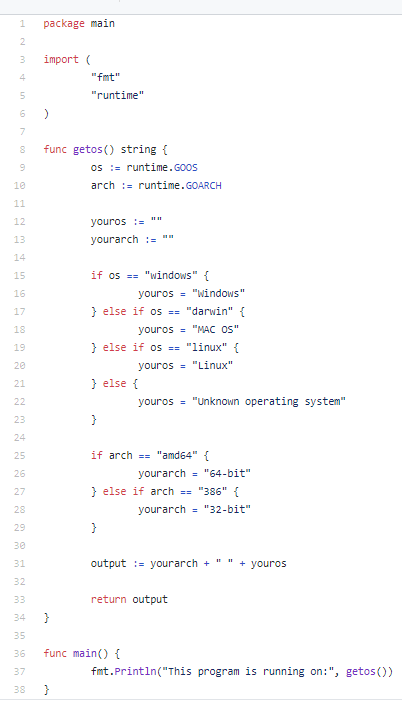 1 package main
2
3 import (
4 "fmt"
5 "runtime"
6 )
7
8 func getos() string {
9 os := runtime.GOOS
10 arch := runtime.GOARCH
11
12 youros := ""
13 yourarch := ""
14
15 if os == "windows" {
16 youros = "Windows"
17 } else if os == "darwin" {
18 youros = "MAC OS"
19 } else if os == "linux" {
20 youros = "Linux"
21 } else {
22 youros = "Unknown operating system"
23 }
24
25 if arch == "amd64" {
26 yourarch = "64-bit"
27 } else if arch == "386" {
28 yourarch = "32-bit"
29 }
30
31 output := yourarch + " " + youros
32
33 return output
34 }
35
36 func main() {
37 fmt.Println("This program is running on:", getos())
38 }